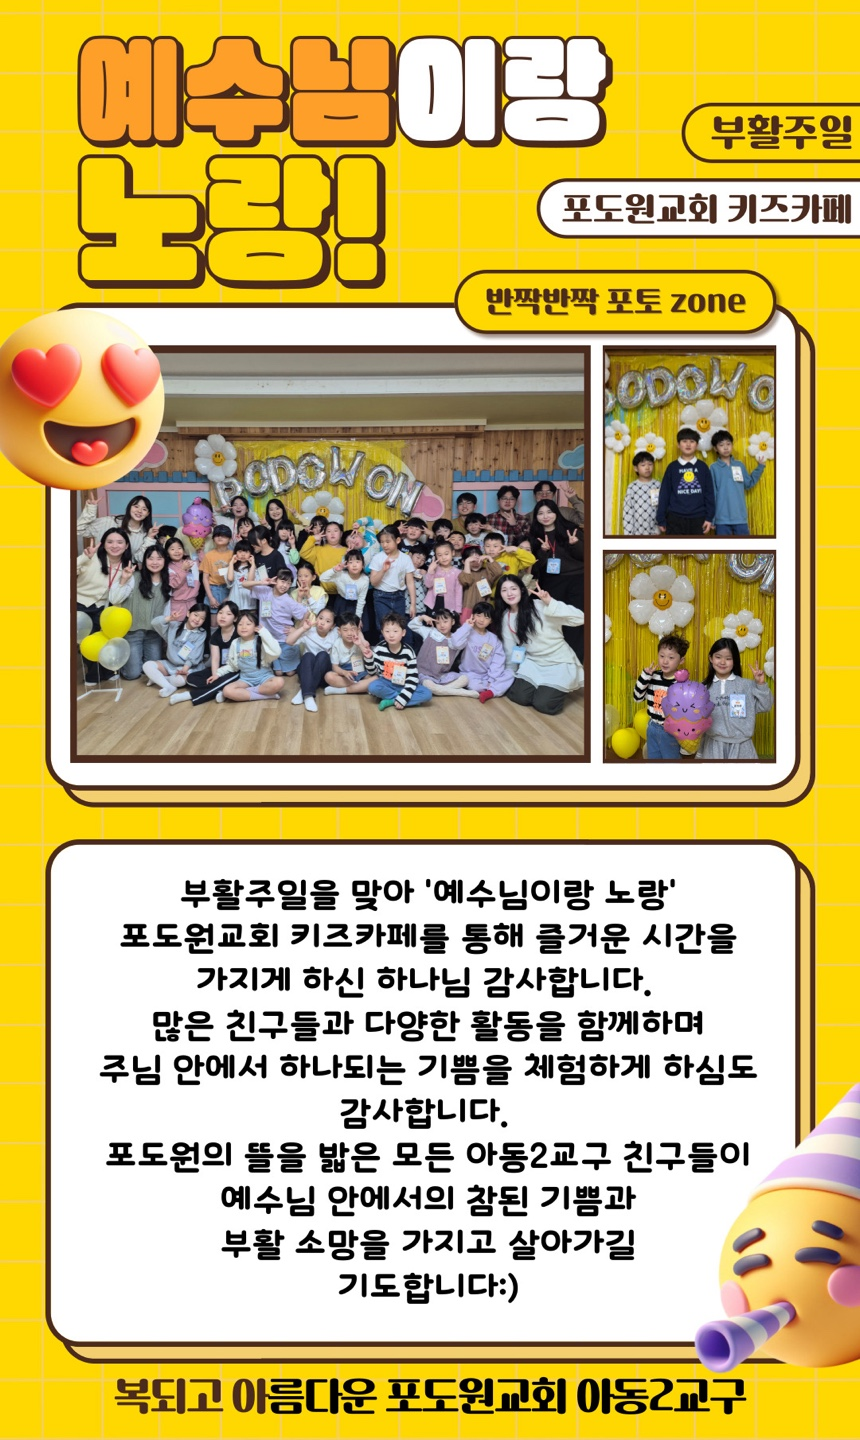 예수님이랑
노랑!
부활주일
포도원교회 키즈카페
반짝반짝 포토 zone
PODOWON
ODOW O
HAVE A
NICE DAY!
부활주일을 맞아 '예수님이랑 노랑'
포도원교회 키즈카페를 통해 즐거운 시간을
가지게 하신 하나님 감사합니다.
많은 친구들과 다양한 활동을 함께하며
주님 안에서 하나되는 기쁨을 체험하게 하심도
감사합니다.
포도원의 뜰을 밟은 모든 아동2교구 친구들이
예수님 안에서의 참된 기쁨과
부활 소망을 가지고 살아가길
기도합니다:)
복되고 아름다운 포도원교회 아동2교구